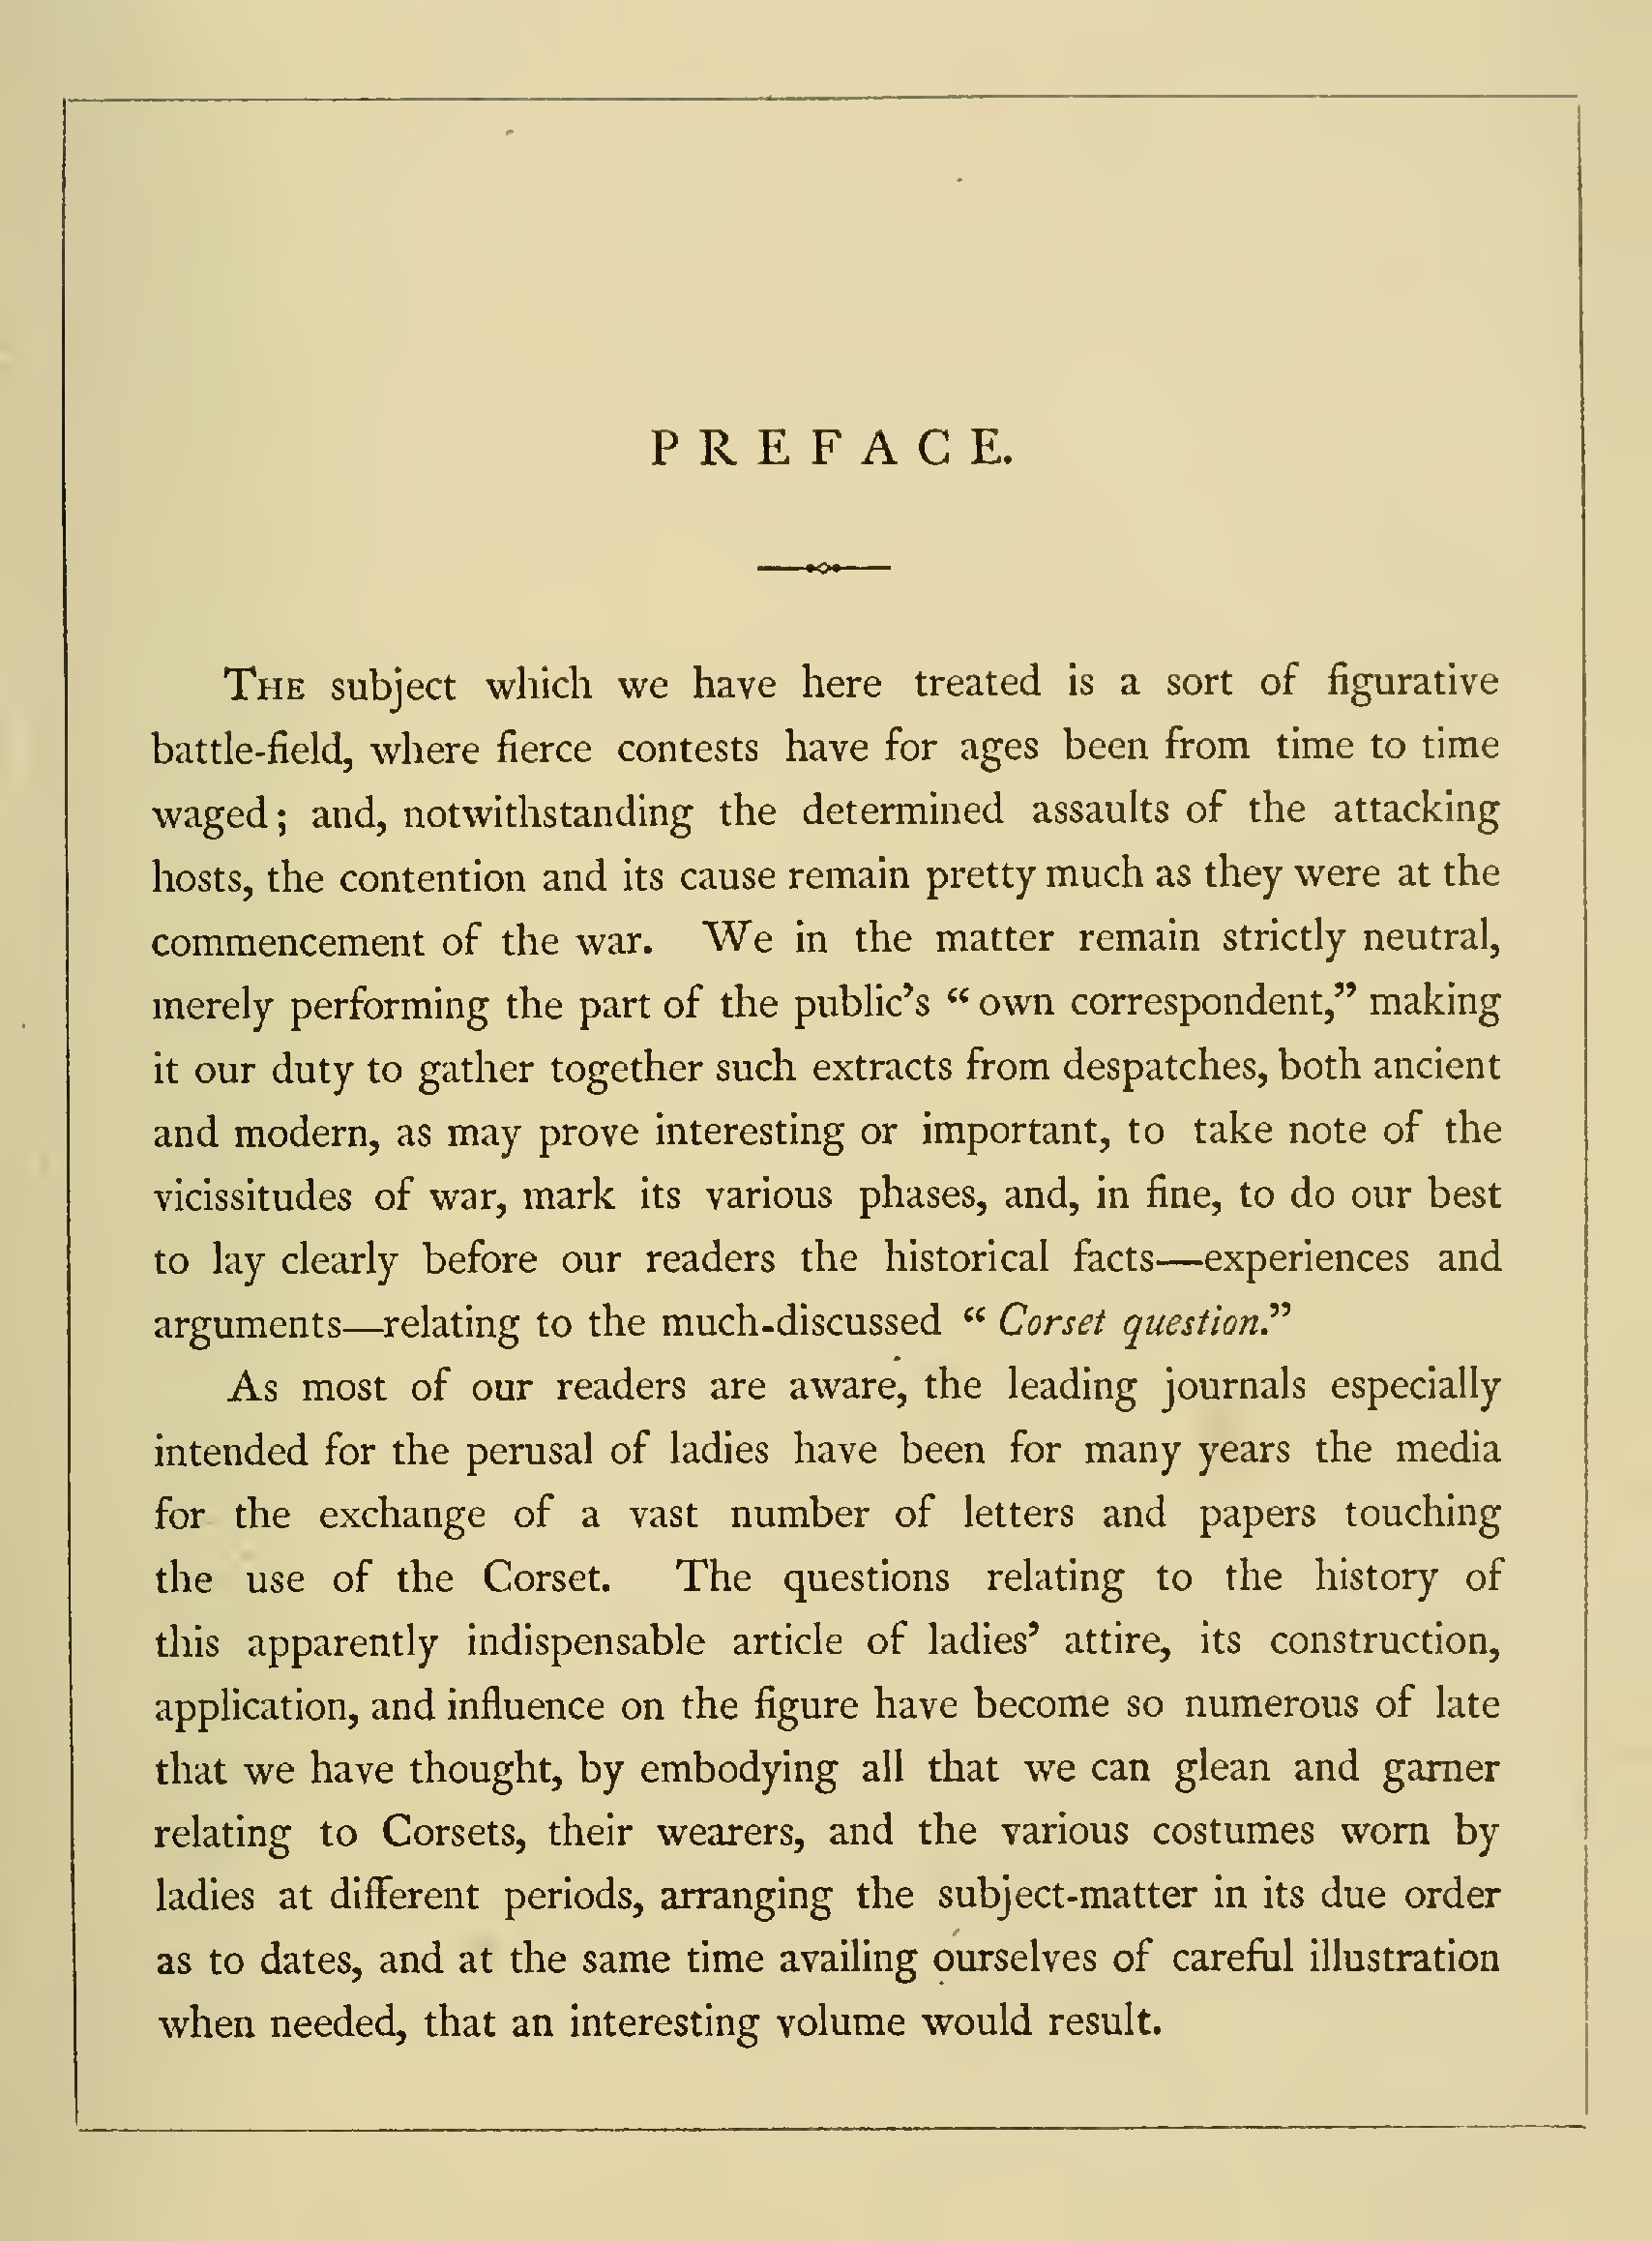 PREFACE.
THE subject which we have here treated is a sort of figurative
battle-field, where fierce contests have for ages been from time to time
waged; and, notwithstanding the determined assaults of the attacking
hosts, the contention and its cause remain pretty much as they were at the
commencement of the war. We in the matter remain strictly neutral,
merely performing the part of the public's “own correspondent,” making
it our duty to gather together such extracts from despatches, both ancient
and modern, as may prove interesting or important, to take note of the
vicissitudes of war, mark its various phases, and, in fine, to do our best
to lay clearly before our readers the historical facts—experiences and
arguments—relating to the much-discussed “Corset question.”
As most of our readers are aware, the leading journals especially
intended for the perusal of ladies have been for many years the media
for the exchange of a vast number of letters and papers touching
the use of the Corset. The questions relating to the history of
this apparently indispensable article of ladies' attire, its construction,
application, and influence on the figure have become so numerous of late
that we have thought, by embodying all that we can glean and garner
relating to Corsets, their wearers, and the various costumes worn by
ladies at different periods, arranging the subject-matter in its due order
as to dates, and at the same time availing ourselves of careful illustration
when needed, that an interesting volume would result.